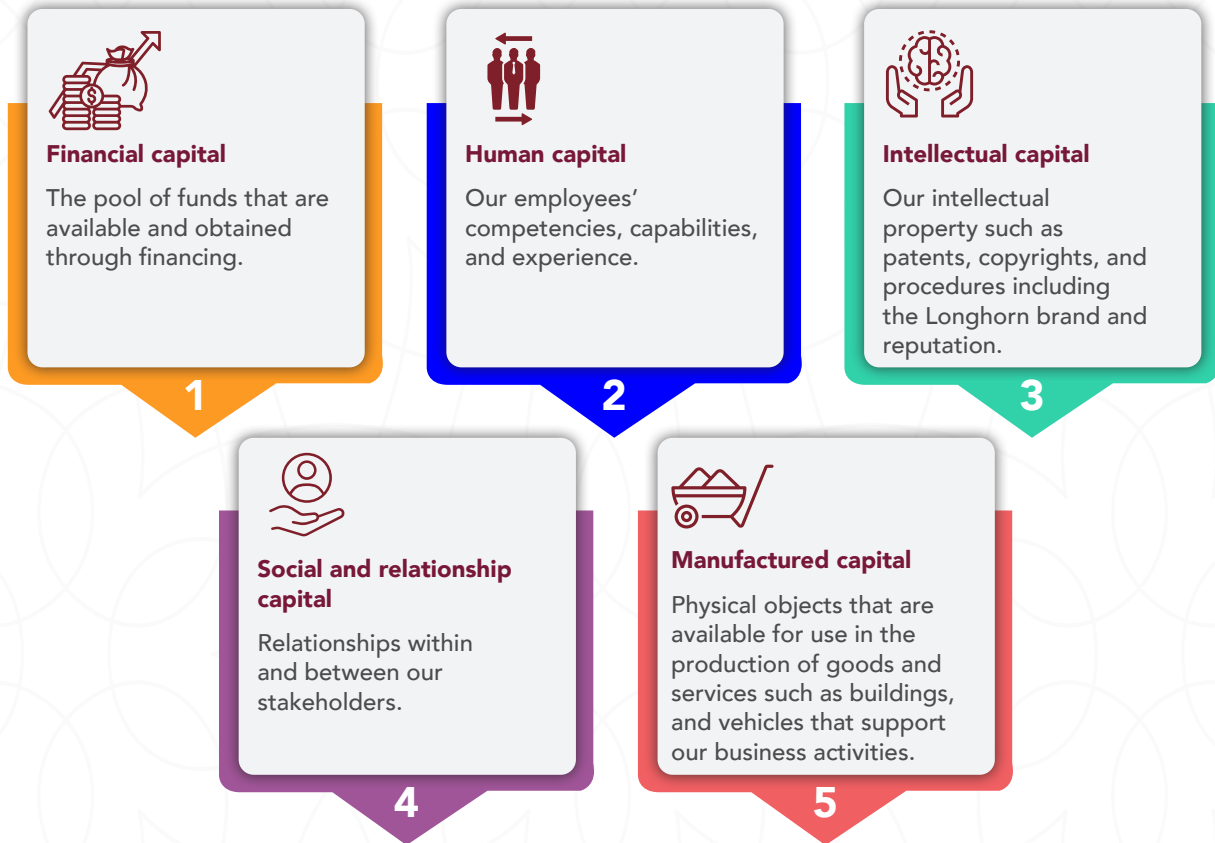 Financial capital
The pool of funds that are
available and obtained
through financing.
1
Human capital
Our employees’
competencies, capabilities,
and experience.
2
Intellectual capital
Our intellectual
property such as
patents, copyrights, and
procedures including
the Longhorn brand and
reputation.
3
Social and relationship
capital
Relationships within
and between our
stakeholders.
4
Manufactured capital
Physical objects that are
available for use in the
production of goods and
services such as buildings,
and vehicles that support
our business activities.
5